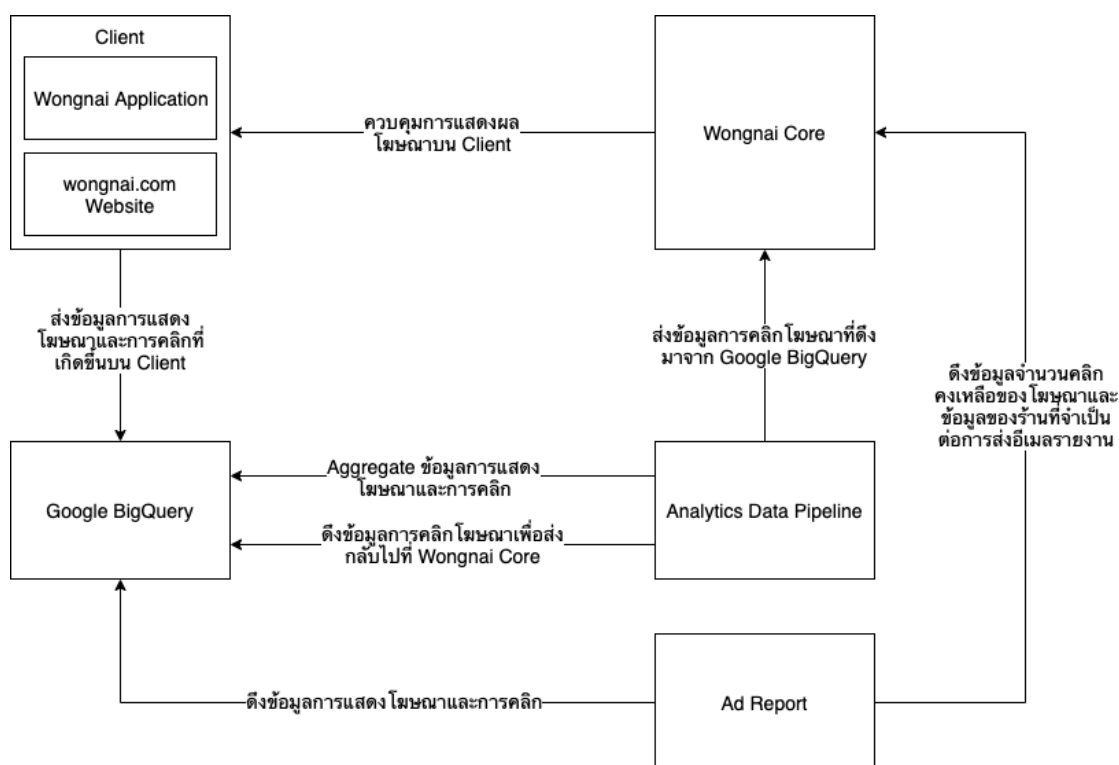 Client
Wongnai Application
wongnai.com
Website
ควบคุมการแสดงผล
โฆษณาบน Client
Wongnai Core
ส่งข้อมูลการแสดง
โฆษณาและการคลิกที่
เกิดขึ้นบน Client
ส่งข้อมูลการคลิกโฆษณาที่ดึง
มาจาก Google BigQuery
ดึงข้อมูลจำนวนคลิก
คงเหลือของโฆษณาและ
ข้อมูลของร้านที่จำเป็น
ต่อการส่งอีเมลรายงาน
Google BigQuery
Aggregate ข้อมูลการแสดง
โฆษณาและการคลิก
ดึงข้อมูลการคลิกโฆษณาเพื่อส่ง
กลับไปที่ Wongnai Core
Analytics Data Pipeline
ดึงข้อมูลการแสดงโฆษณาและการคลิก
Ad Report